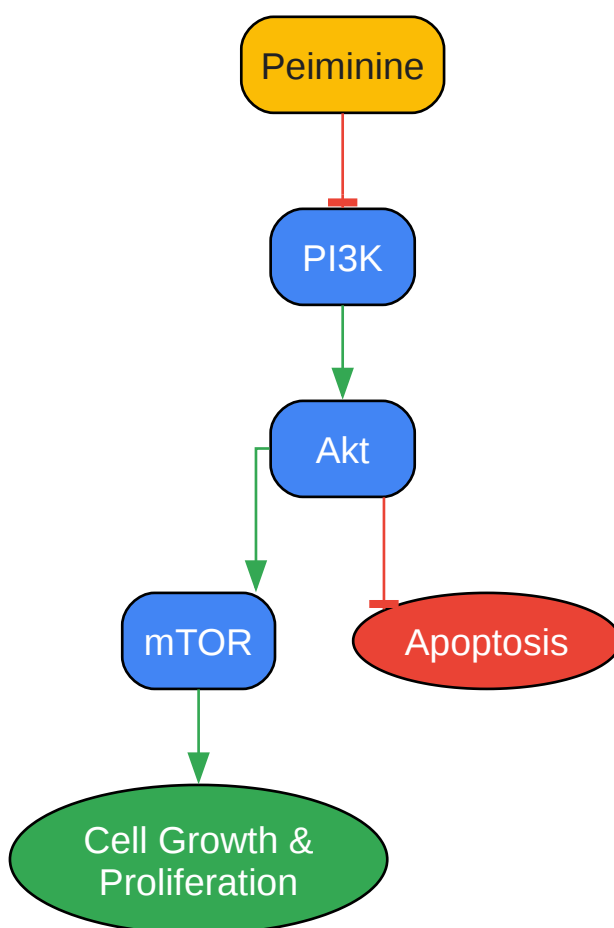 Peiminine
PI3K
Akt
mTOR
Apoptosis
Cell Growth &
Proliferation